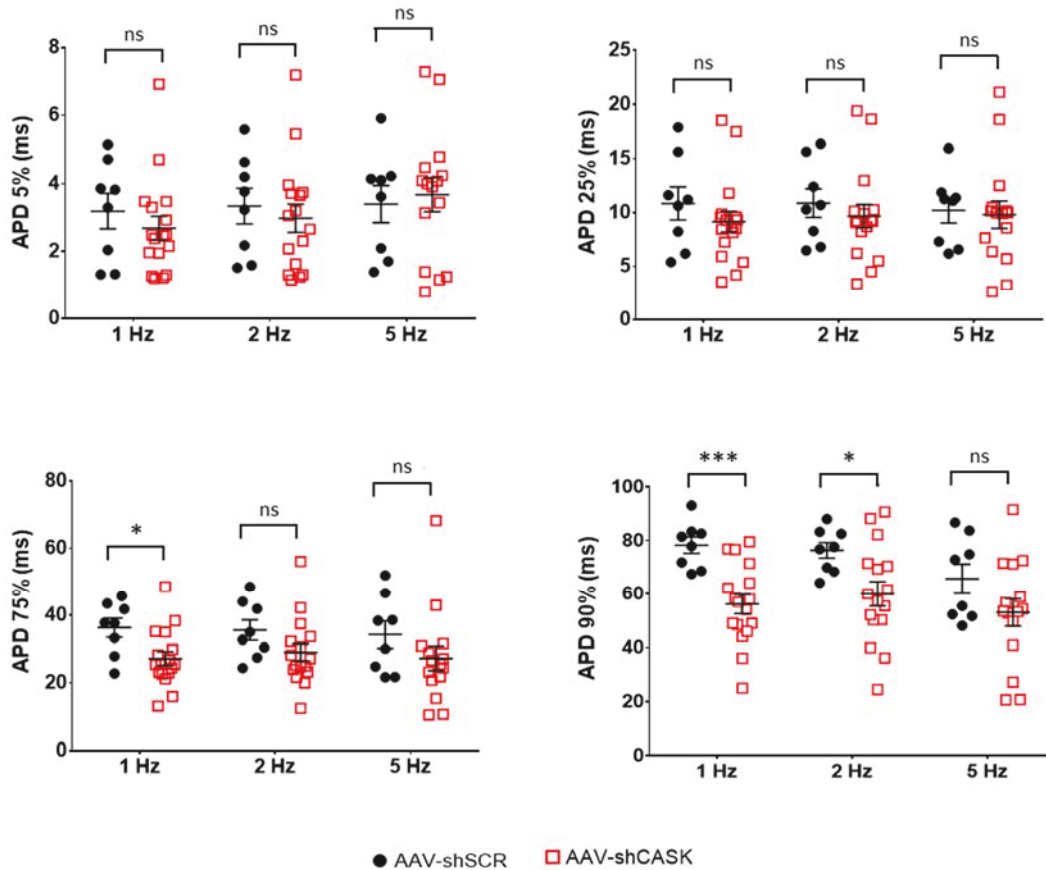 ns ns ns
8
6
4
2
0
APD 5% (ms)
1 Hz 2 Hz 5 Hz
ns ns ns
25
20
15
10
5
0
APD 25% (ms)
1 Hz 2 Hz 5 Hz
* ns ns
80
60
40
20
0
APD 75% (ms)
1 Hz 2 Hz 5 Hz
*** * ns
100
80
60
40
20
0
APD 90% (ms)
1 Hz 2 Hz 5 Hz
AAV-shSCR AAV-shCASK